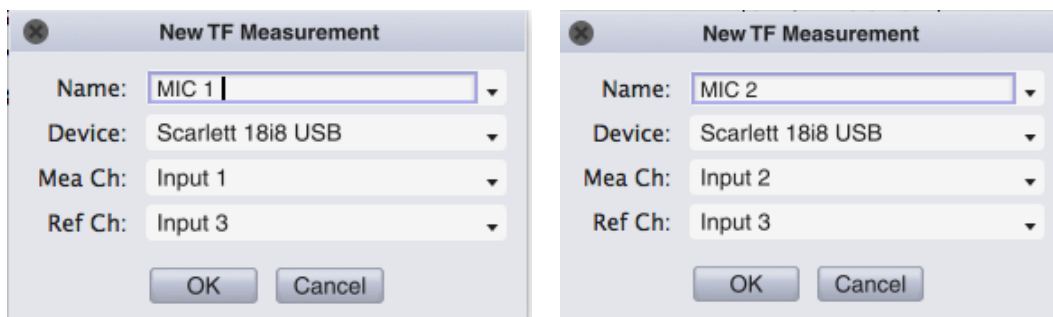 New TF Measurement
Name: MIC 1
Device: Scarlett 18i8 USB
Mea Ch: Input 1
Ref Ch: Input 3
OK Cancel
New TF Measurement
Name: MIC 2
Device: Scarlett 18i8 USB
Mea Ch: Input 2
Ref Ch: Input 3
OK Cancel